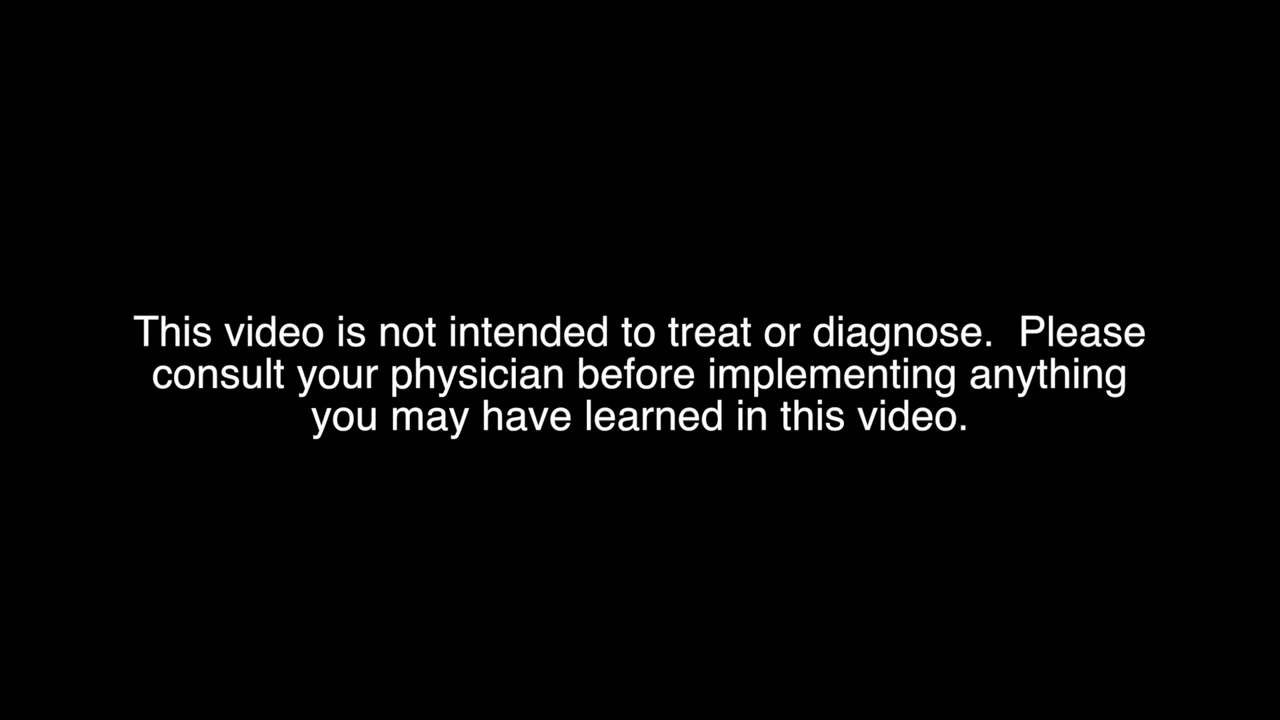 This video is not intended to treat or diagnose.  Please
consult your physician before implementing anything
you may have learned in this video.